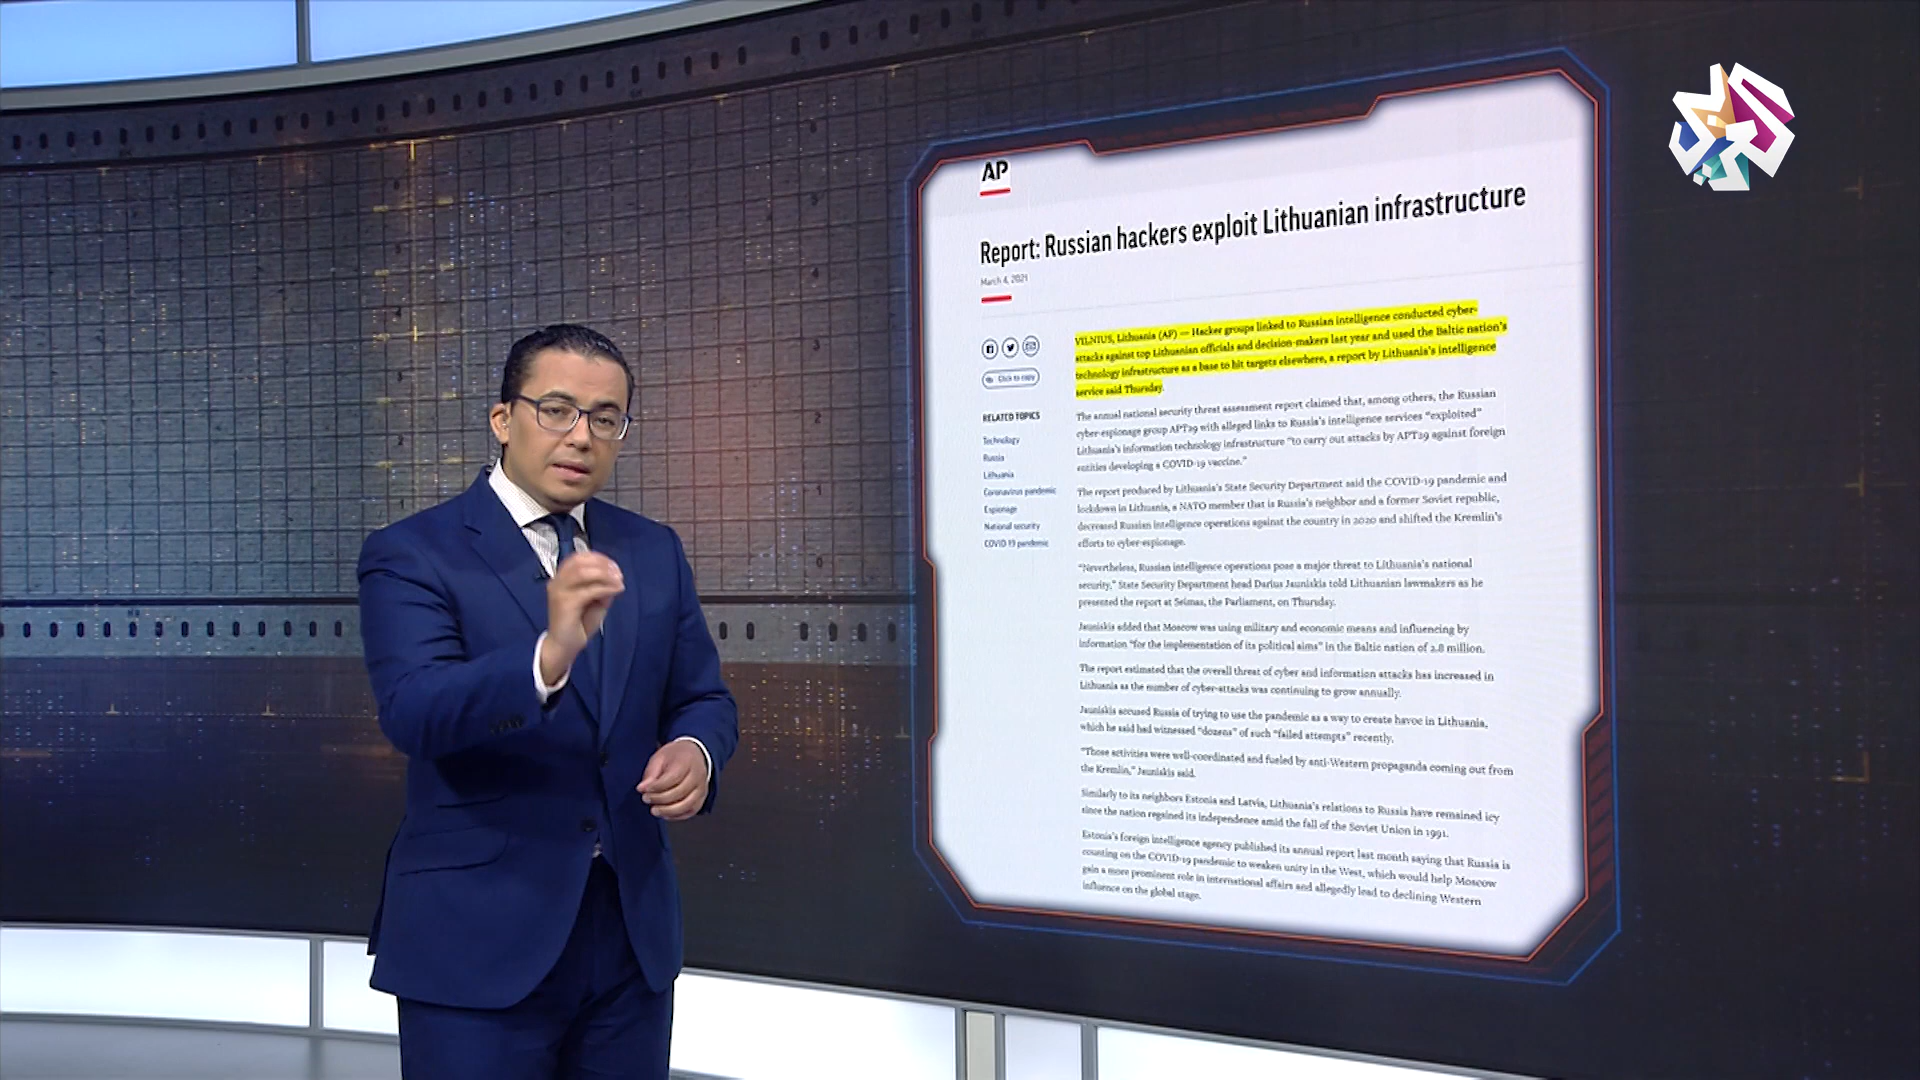 AP
Report: Russian hackers exploit Lithuanian infrastructure
March 4, 2021
Click to copy
RELATED TOPICS
Technology
Russia
Lithuania
Coronavirus pandemic
Espionage
National security
COVID-19 pandemic
VILNIUS, Lithuania (AP) — Hacker groups linked to Russian intelligence conducted cyber-
attacks against top Lithuanian officials and decision-makers last year and used the Baltic nation's
technology infrastructure as a base to hit targets elsewhere, a report by Lithuania's intelligence
service said Thursday.
The annual national security threat assessment report claimed that, among others, the Russian
cyber-espionage group APT29 with alleged links to Russia's intelligence services "exploited"
Lithuania's information technology infrastructure "to carry out attacks by APT29 against foreign
entities developing a COVID-19 vaccine."
The report produced by Lithuania's State Security Department said the COVID-19 pandemic and
lockdown in Lithuania, a NATO member that is Russia's neighbor and a former Soviet republic,
decreased Russian intelligence operations against the country in 2020 and shifted the Kremlin's
efforts to cyber-espionage.
"Nevertheless, Russian intelligence operations pose a major threat to Lithuania's national
security," State Security Department head Darius Jauniskis told Lithuanian lawmakers as he
presented the report at Seimas, the Parliament, on Thursday.
Jauniskis added that Moscow was using military and economic means and influencing by
information "for the implementation of its political aims" in the Baltic nation of 2.8 million.
The report estimated that the overall threat of cyber and information attacks has increased in
Lithuania as the number of cyber-attacks was continuing to grow annually.
Jauniskis accused Russia of trying to use the pandemic as a way to create havoc in Lithuania,
which he said had witnessed "dozens" of such "failed attempts" recently.
"Those activities were well-coordinated and fueled by anti-Western propaganda coming out from
the Kremlin," Jauniskis said.
Similarly to its neighbors Estonia and Latvia, Lithuania's relations to Russia have remained icy
since the nation regained its independence amid the fall of the Soviet Union in 1991.
Estonia's foreign intelligence agency published its annual report last month saying that Russia is
counting on the COVID-19 pandemic to weaken unity in the West, which would help Moscow
gain a more prominent role in international affairs and allegedly lead to declining Western
influence on the global stage.